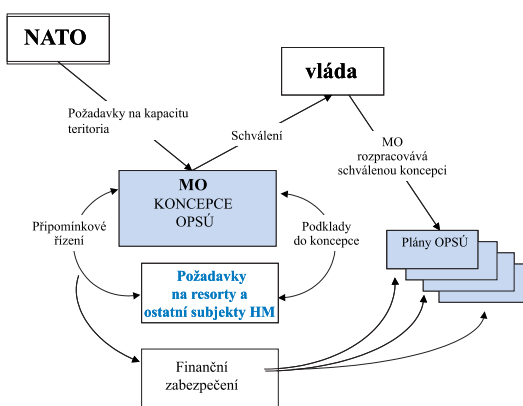 NATO
vláda
Požadavky na kapacitu
teritoria
Schválení
MO
rozpracovává
schválenou koncepci
MO
KONCEPCE
OPSÚ
Připomínkové
řízení
Podklady
do koncepce
Plány OPSÚ
Požadavky
na resorty a
ostatní subjekty HM
Finanční
zabezpečení